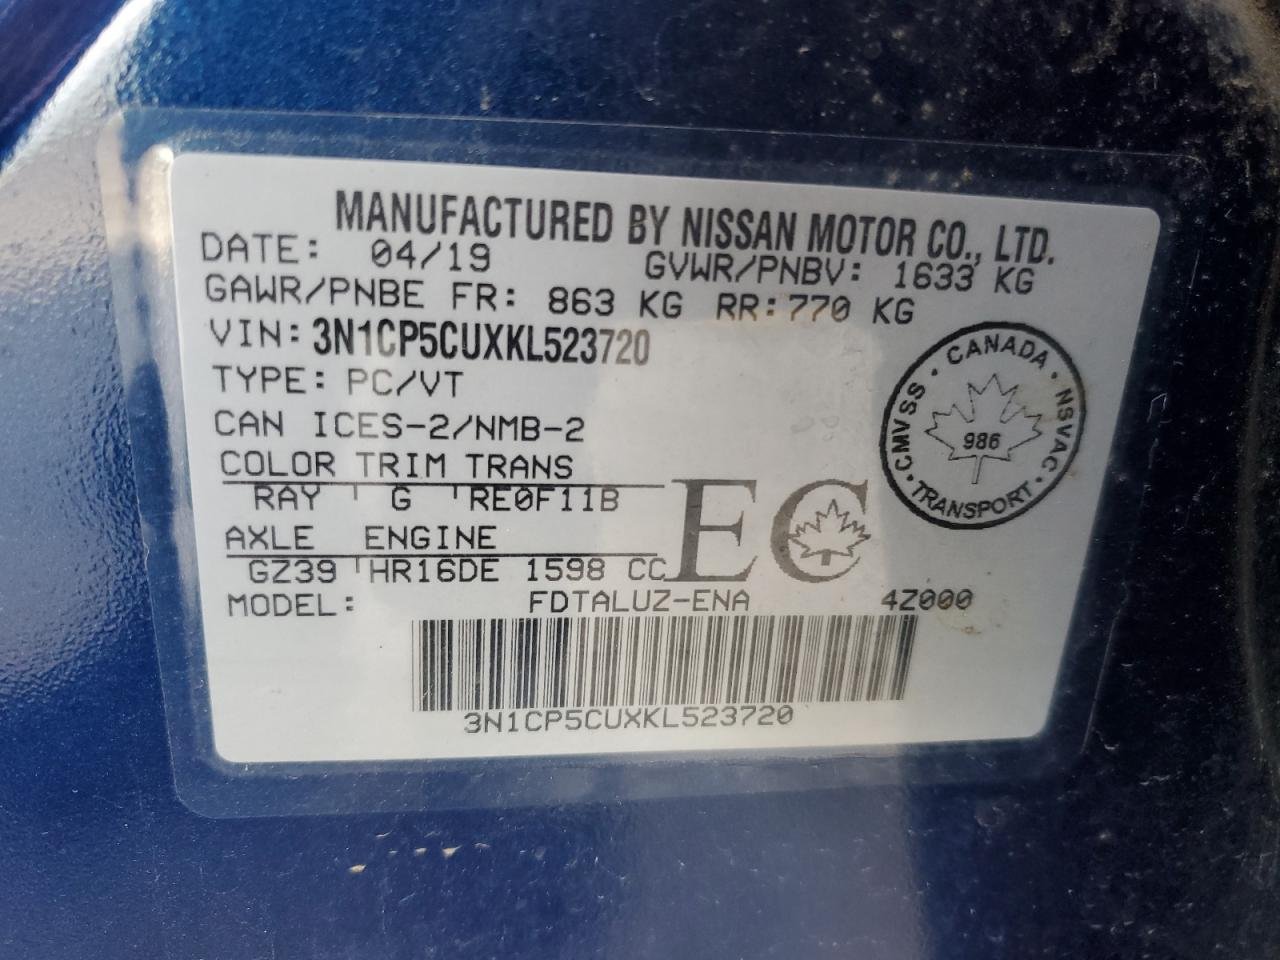 MANUFACTURED BY NISSAN MOTOR CO., LTD.
DATE: 04/19 GVWR/PNBV: 1633 KG
GAWR/PNBE FR: 863 KG RR: 770 KG
VIN: 3N1CP5CUXKL523720
TYPE: PC/VT
CAN ICES-2/NMB-2
COLOR TRIM TRANS
RAY G RE0F11B
AXLE ENGINE
GZ39 HR16DE 1598 CC
MODEL: FDTALUZ-ENA 4Z000
3N1CP5CUXKL523720
EC
CMVSS · CANADA · NSVAC · TRANSPORT ·
986